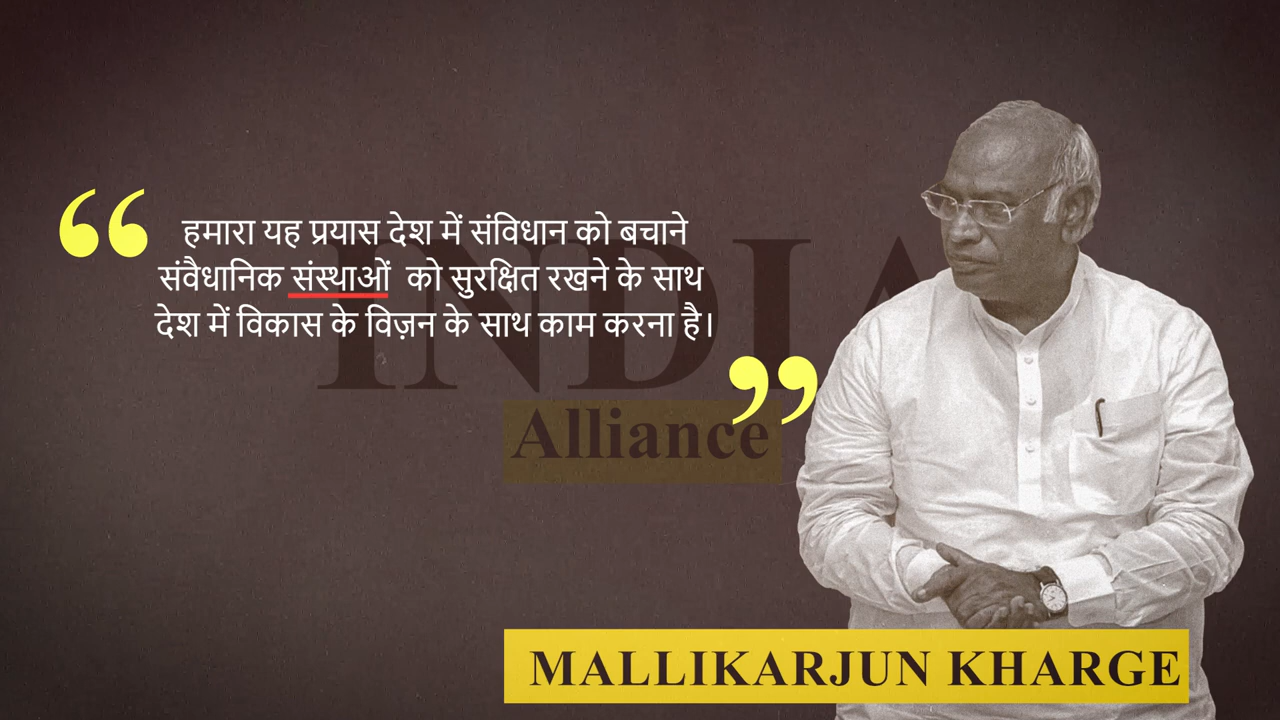 हमारा यह प्रयास देश में संविधान को बचाने
संवैधानिक संस्थाओं को सुरक्षित रखने के साथ
देश में विकास के विज़न के साथ काम करना है।
INDIA
Alliance
MALLIKARJUN KHARGE